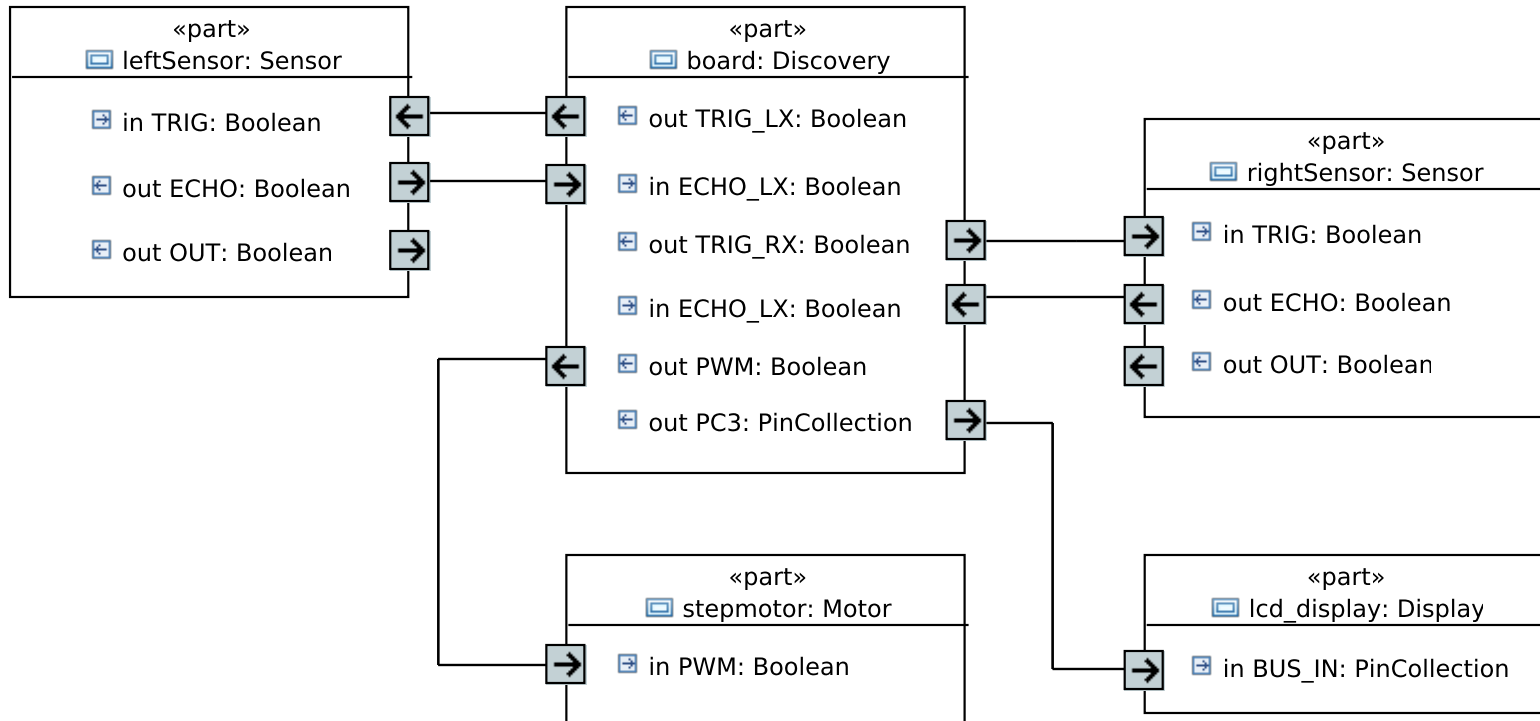 «part»
leftSensor: Sensor
in TRIG: Boolean
out ECHO: Boolean
out OUT: Boolean
«part»
board: Discovery
out TRIG_LX: Boolean
in ECHO_LX: Boolean
out TRIG_RX: Boolean
in ECHO_LX: Boolean
out PWM: Boolean
out PC3: PinCollection
«part»
rightSensor: Sensor
in TRIG: Boolean
out ECHO: Boolean
out OUT: Boolean
«part»
stepmotor: Motor
in PWM: Boolean
«part»
lcd_display: Display
in BUS_IN: PinCollection